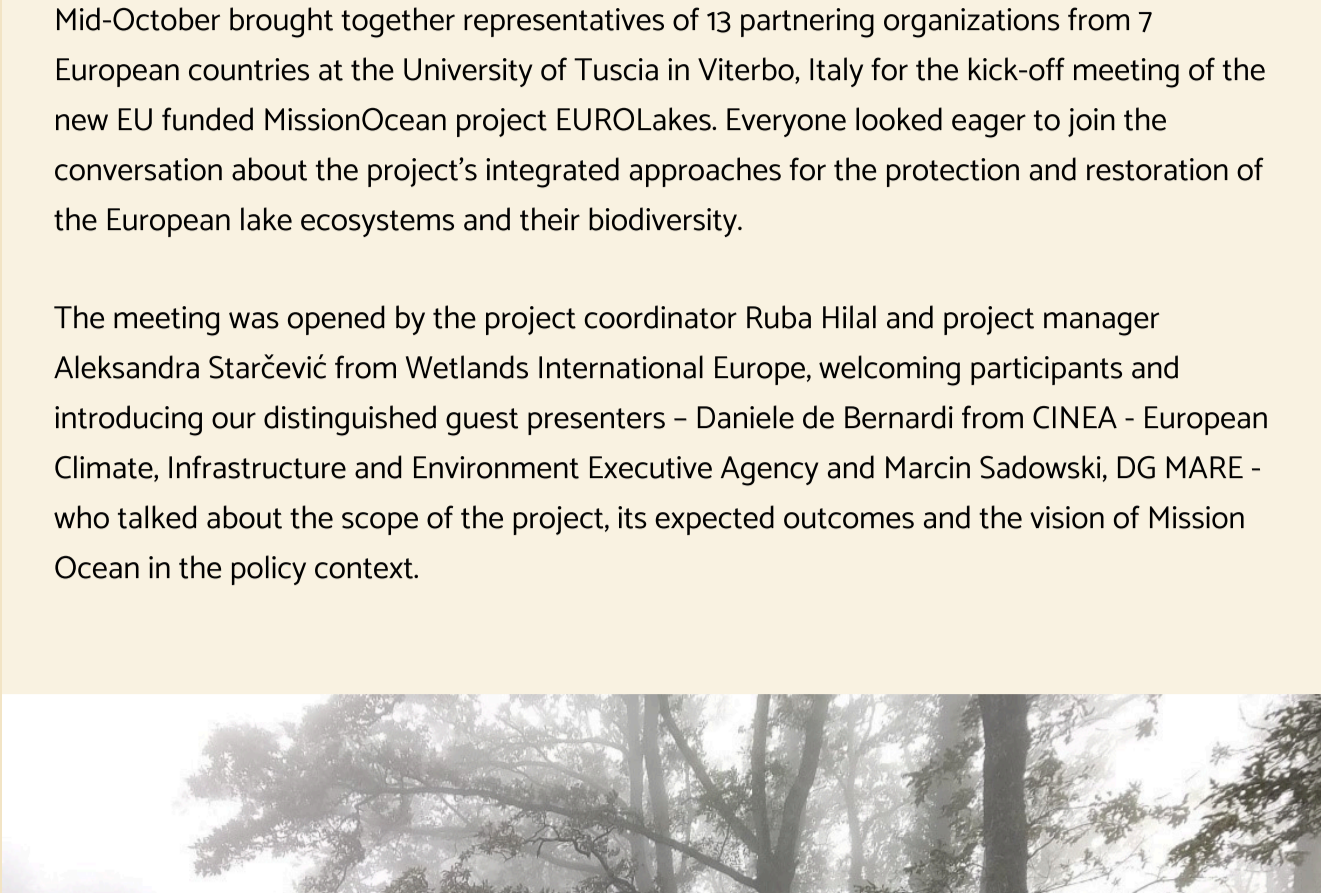 Mid-October brought together representatives of 13 partnering organizations from 7
European countries at the University of Tuscia in Viterbo, Italy for the kick-off meeting of the
new EU funded MissionOcean project EUROLakes. Everyone looked eager to join the
conversation about the project’s integrated approaches for the protection and restoration of
the European lake ecosystems and their biodiversity.
The meeting was opened by the project coordinator Ruba Hilal and project manager
Aleksandra Starčević from Wetlands International Europe, welcoming participants and
introducing our distinguished guest presenters – Daniele de Bernardi from CINEA - European
Climate, Infrastructure and Environment Executive Agency and Marcin Sadowski, DG MARE -
who talked about the scope of the project, its expected outcomes and the vision of Mission
Ocean in the policy context.